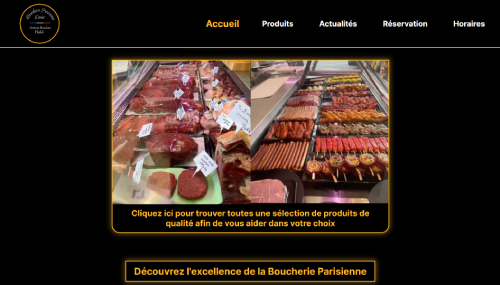 Accueil
Produits
Actualités
Réservation
Horaires
Cliquez ici pour trouver toutes une sélection de produits de
qualité afin de vous aider dans votre choix
Découvrez l'excellence de la Boucherie Parisienne